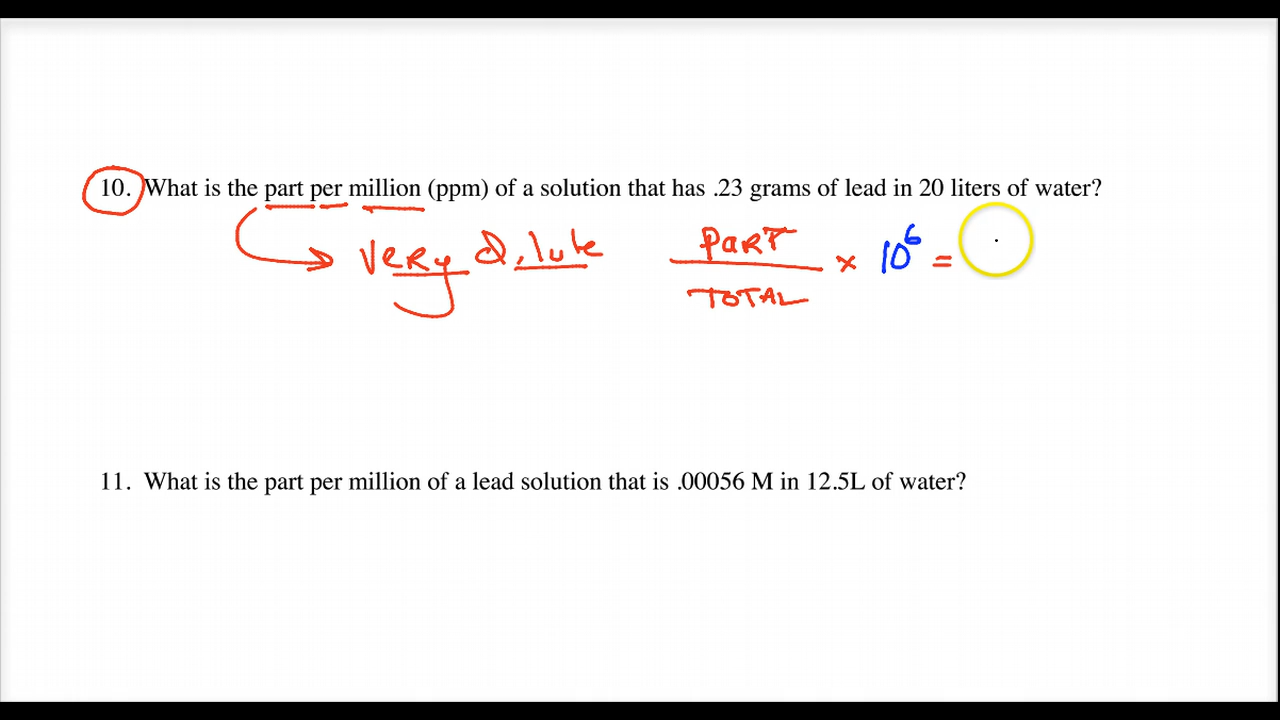 10. What is the part per million (ppm) of a solution that has .23 grams of lead in 20 liters of water?
Very Dilute
PaRT
TOTAL
× 10⁶ =
11. What is the part per million of a lead solution that is .00056 M in 12.5L of water?